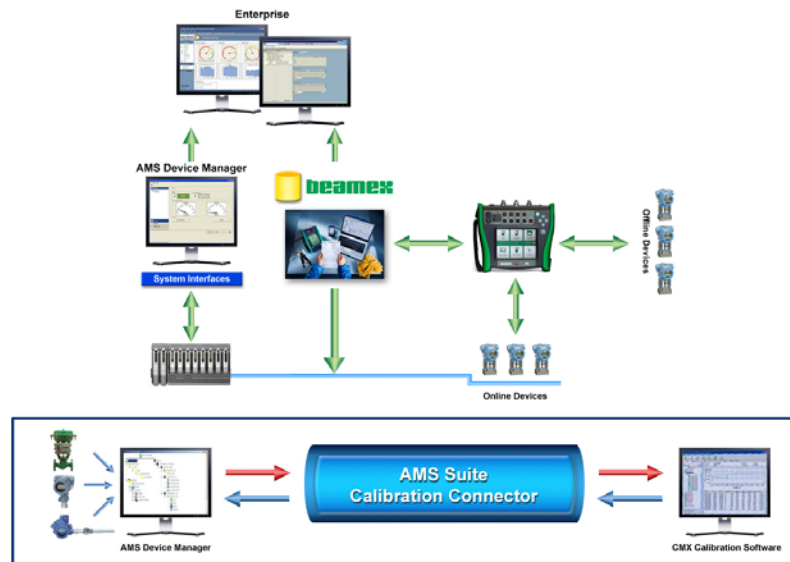 Enterprise
AMS Device Manager
beamex
System Interfaces
Offline Devices
Online Devices
AMS Suite
Calibration Connector
AMS Device Manager
CMX Calibration Software